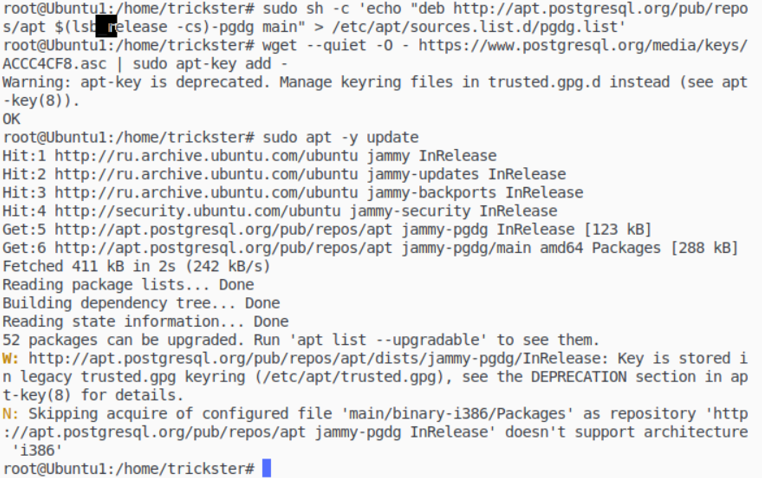 root@Ubuntu1:/home/trickster# sudo sh -c 'echo "deb http://apt.postgresql.org/pub/repo
s/apt $(lsb_release -cs)-pgdg main" > /etc/apt/sources.list.d/pgdg.list'
root@Ubuntu1:/home/trickster# wget --quiet -O - https://www.postgresql.org/media/keys/
ACCC4CF8.asc | sudo apt-key add -
Warning: apt-key is deprecated. Manage keyring files in trusted.gpg.d instead (see apt
-key(8)).
OK
root@Ubuntu1:/home/trickster# sudo apt -y update
Hit:1 http://ru.archive.ubuntu.com/ubuntu jammy InRelease
Hit:2 http://ru.archive.ubuntu.com/ubuntu jammy-updates InRelease
Hit:3 http://ru.archive.ubuntu.com/ubuntu jammy-backports InRelease
Hit:4 http://security.ubuntu.com/ubuntu jammy-security InRelease
Get:5 http://apt.postgresql.org/pub/repos/apt jammy-pgdg InRelease [123 kB]
Get:6 http://apt.postgresql.org/pub/repos/apt jammy-pgdg/main amd64 Packages [288 kB]
Fetched 411 kB in 2s (242 kB/s)
Reading package lists... Done
Building dependency tree... Done
Reading state information... Done
52 packages can be upgraded. Run 'apt list --upgradable' to see them.
W: http://apt.postgresql.org/pub/repos/apt/dists/jammy-pgdg/InRelease: Key is stored i
n legacy trusted.gpg keyring (/etc/apt/trusted.gpg), see the DEPRECATION section in ap
t-key(8) for details.
N: Skipping acquire of configured file 'main/binary-i386/Packages' as repository 'http
://apt.postgresql.org/pub/repos/apt jammy-pgdg InRelease' doesn't support architecture
 'i386'
root@Ubuntu1:/home/trickster#